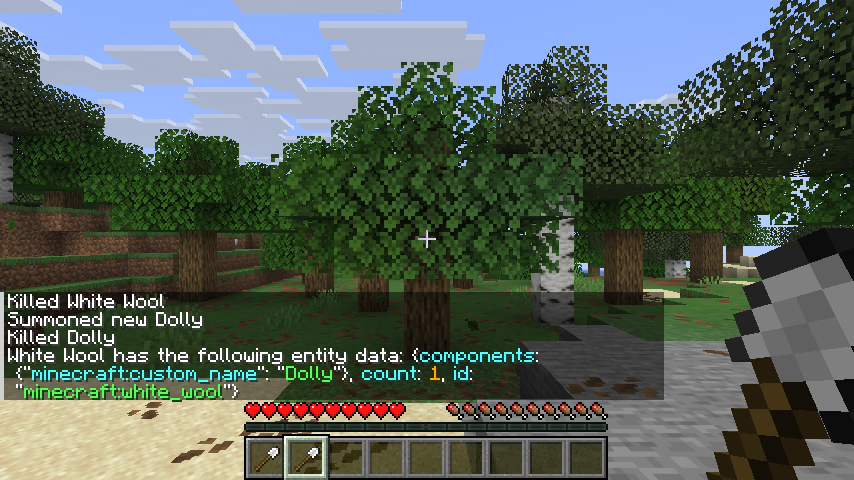 Killed White Wool
Summoned new Dolly
Killed Dolly
White Wool has the following entity data: {components:
{"minecraft:custom_name": "Dolly"}, count: 1, id:
"minecraft:white_wool"}